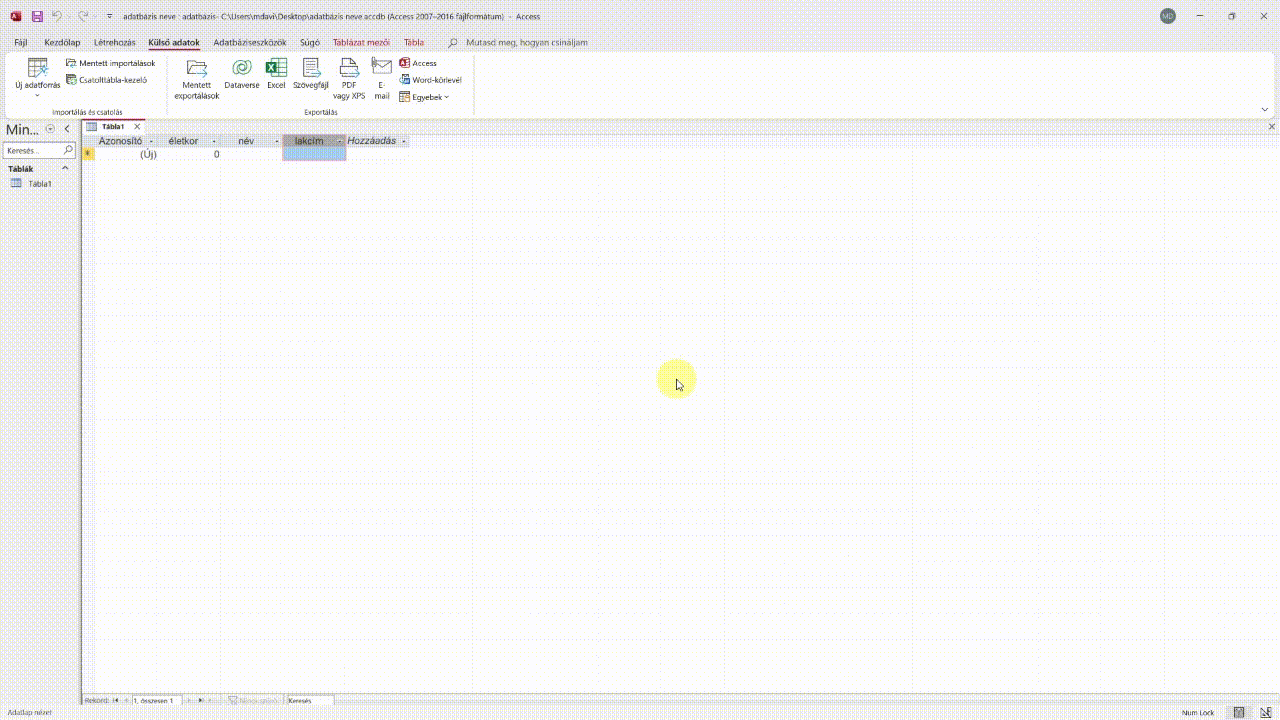 adatbázis neve : adatbázis- C:\Users\mdavi\Desktop\adatbázis neve.accdb (Access 2007–2016 fájlformátum) – Access
MD
Fájl Kezdőlap Létrehozás Külső adatok Adatbáziseszközök Súgó Táblázat mezői Tábla Mutasd meg, hogyan csináljam
Új adatforrás
Mentett importálások
Csatolttábla-kezelő
Importálás és csatolás
Mentett exportálások
Dataverse
Excel
Szövegfájl
PDF vagy XPS
E-mail
Access
Word-körlevél
Egyebek
Exportálás
Min...
Keresés...
Táblák
Tábla1
Tábla1
Azonosító életkor név lakcím Hozzáadás
(Új) 0
Rekord: 1, összesen 1 Keresés
Adatlap nézet Num Lock